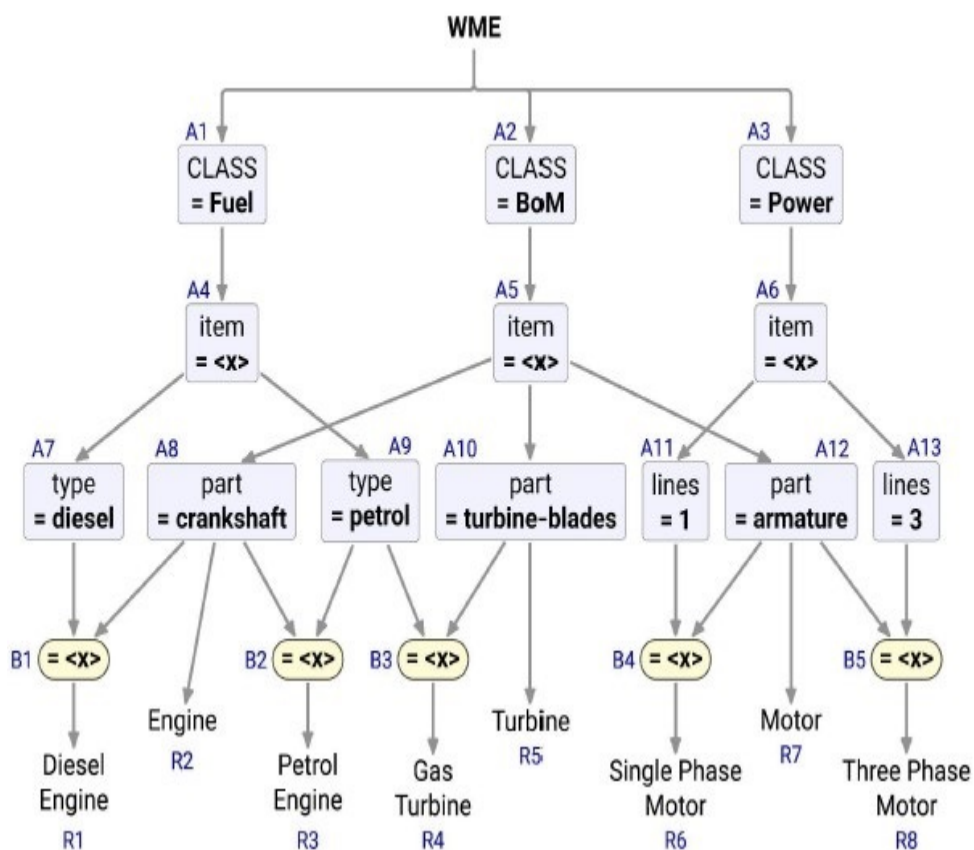 WME
A1 A2 A3
CLASS CLASS CLASS
= Fuel = BoM = Power
A4 A5 A6
item item item
= <x> = <x> = <x>
A7 A8 A9 A10 A11 A12 A13
type part type part lines part lines
= diesel = crankshaft = petrol = turbine-blades = 1 = armature = 3
B1 = <x> B2 = <x> B3 = <x> B4 = <x> B5 = <x>
Engine Turbine Motor
R2 R5 R7
Diesel Petrol Gas Single Phase Three Phase
Engine Engine Turbine Motor Motor
R1 R3 R4 R6 R8